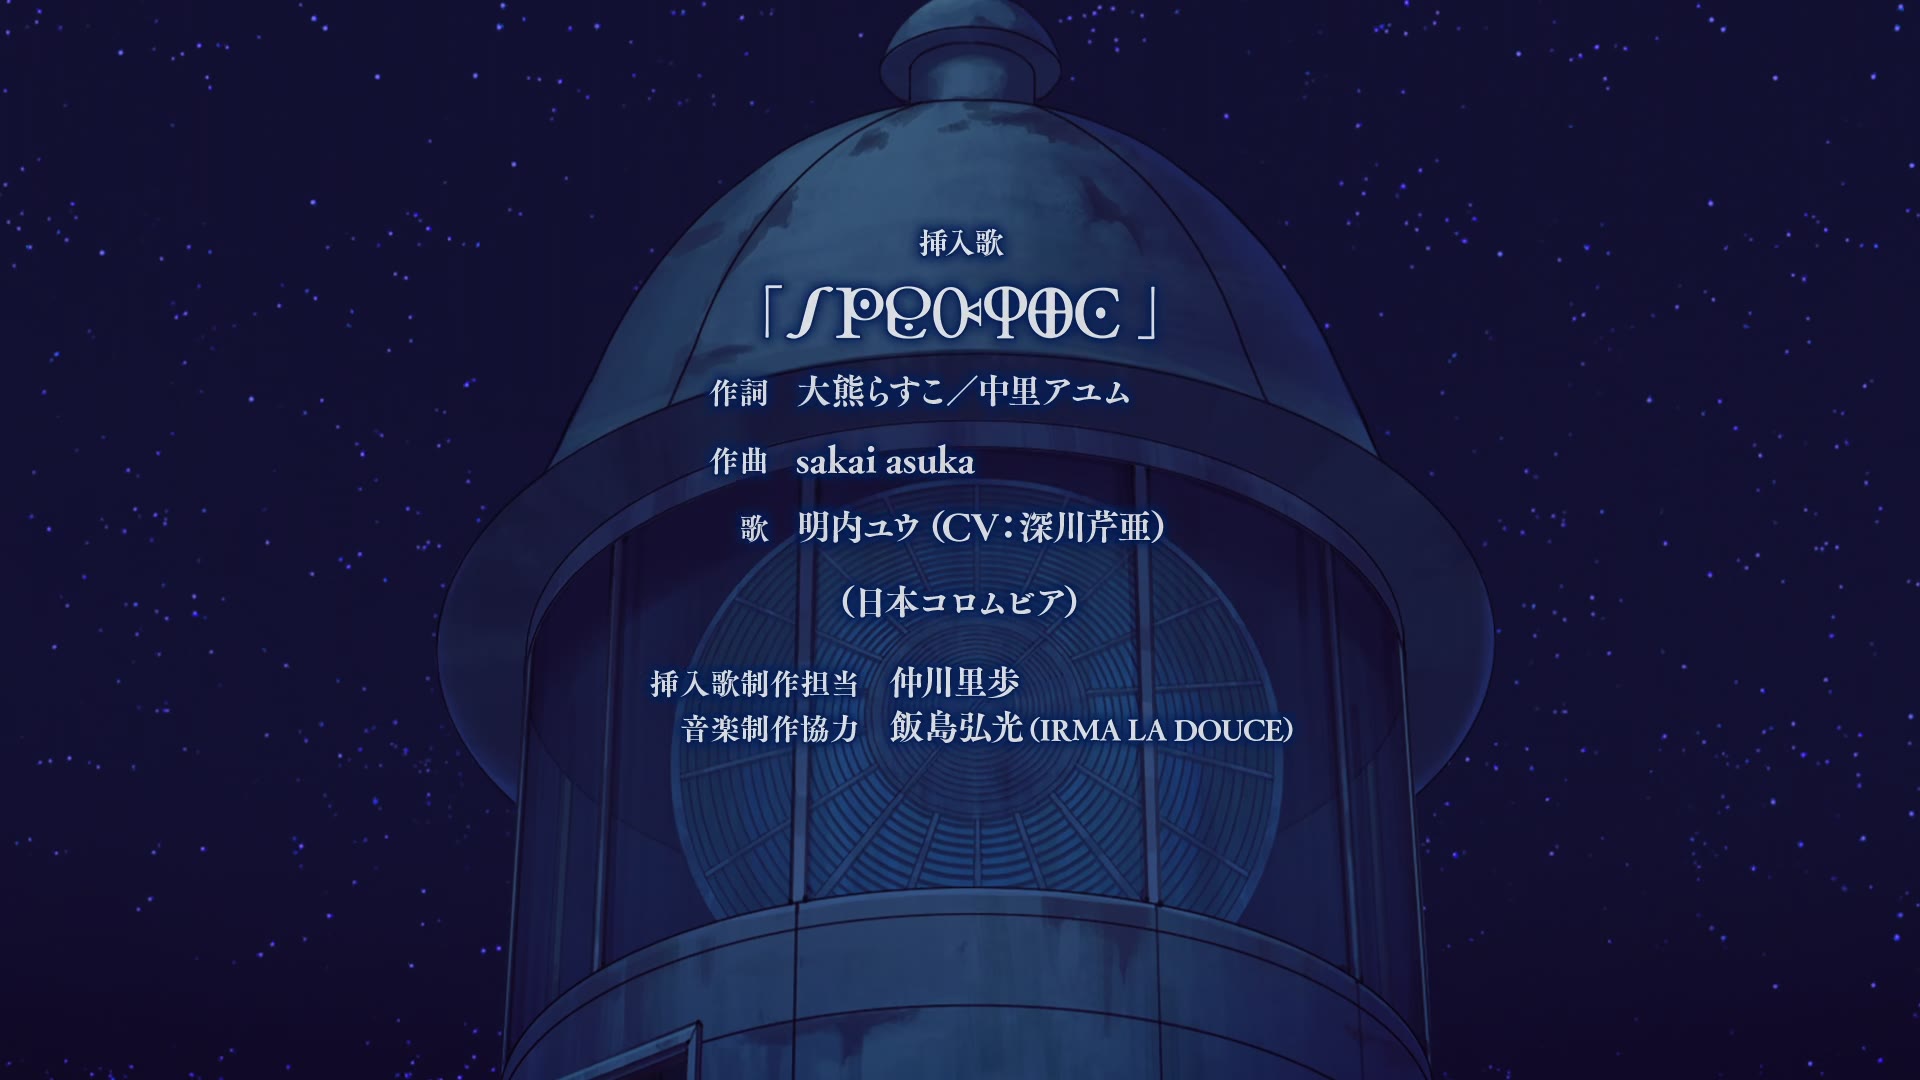 挿入歌
作詞 大熊らすこ／中里アユム
作曲 sakai asuka
歌 明内ユウ（CV：深川芹亜）
（日本コロムビア）
挿入歌制作担当 仲川里歩
音楽制作協力 飯島弘光（IRMA LA DOUCE）